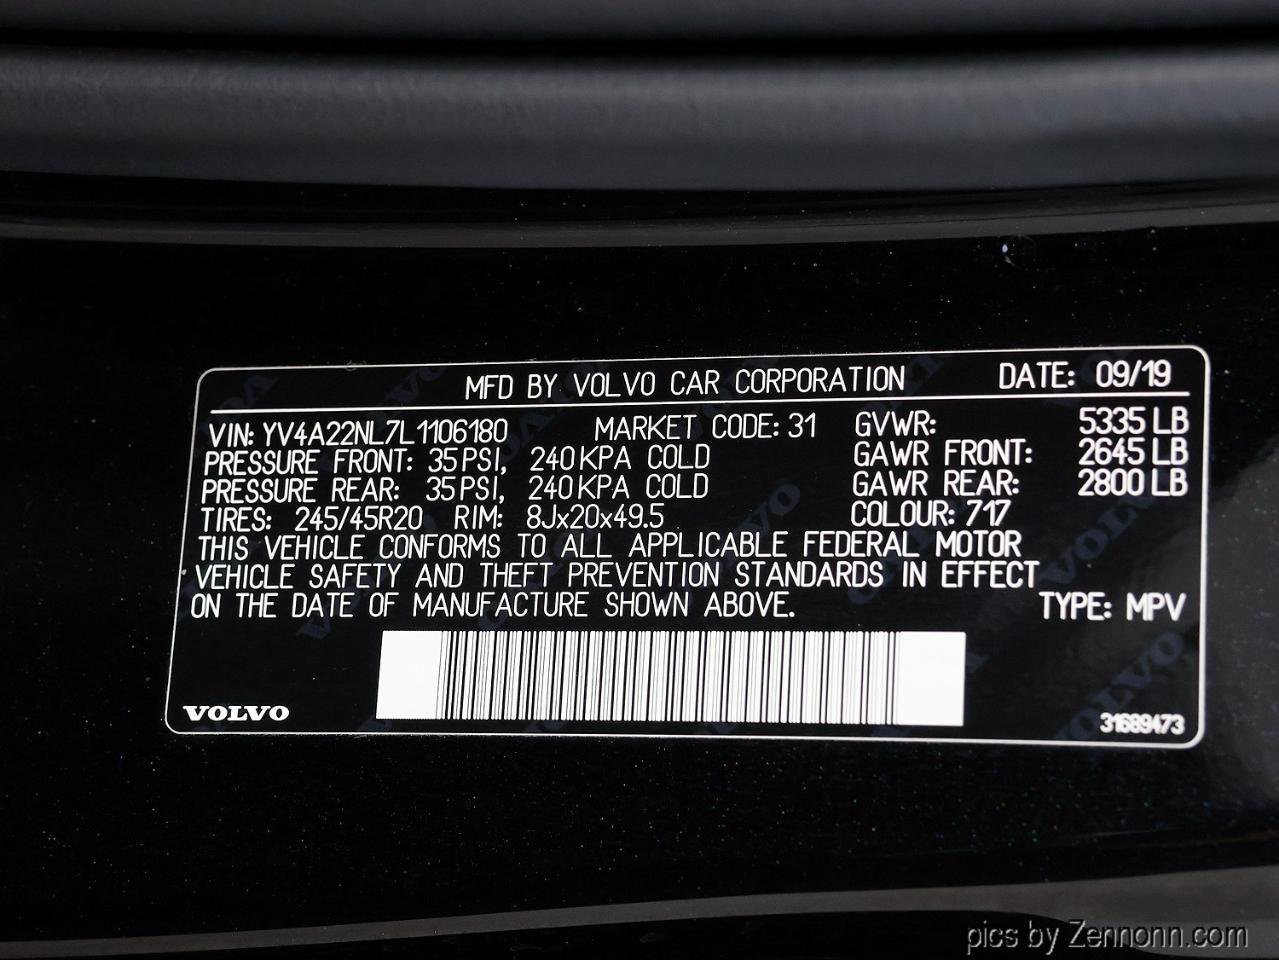 MFD BY VOLVO CAR CORPORATION DATE: 09/19
VIN: YV4A22NL7L1106180 MARKET CODE: 31 GVWR: 5335 LB
PRESSURE FRONT: 35 PSI, 240 KPA COLD GAWR FRONT: 2645 LB
PRESSURE REAR: 35 PSI, 240 KPA COLD GAWR REAR: 2800 LB
TIRES: 245/45R20 RIM: 8Jx20x49.5 COLOUR: 717
THIS VEHICLE CONFORMS TO ALL APPLICABLE FEDERAL MOTOR
VEHICLE SAFETY AND THEFT PREVENTION STANDARDS IN EFFECT
ON THE DATE OF MANUFACTURE SHOWN ABOVE. TYPE: MPV
VOLVO 31689473
pics by Zennonn.com